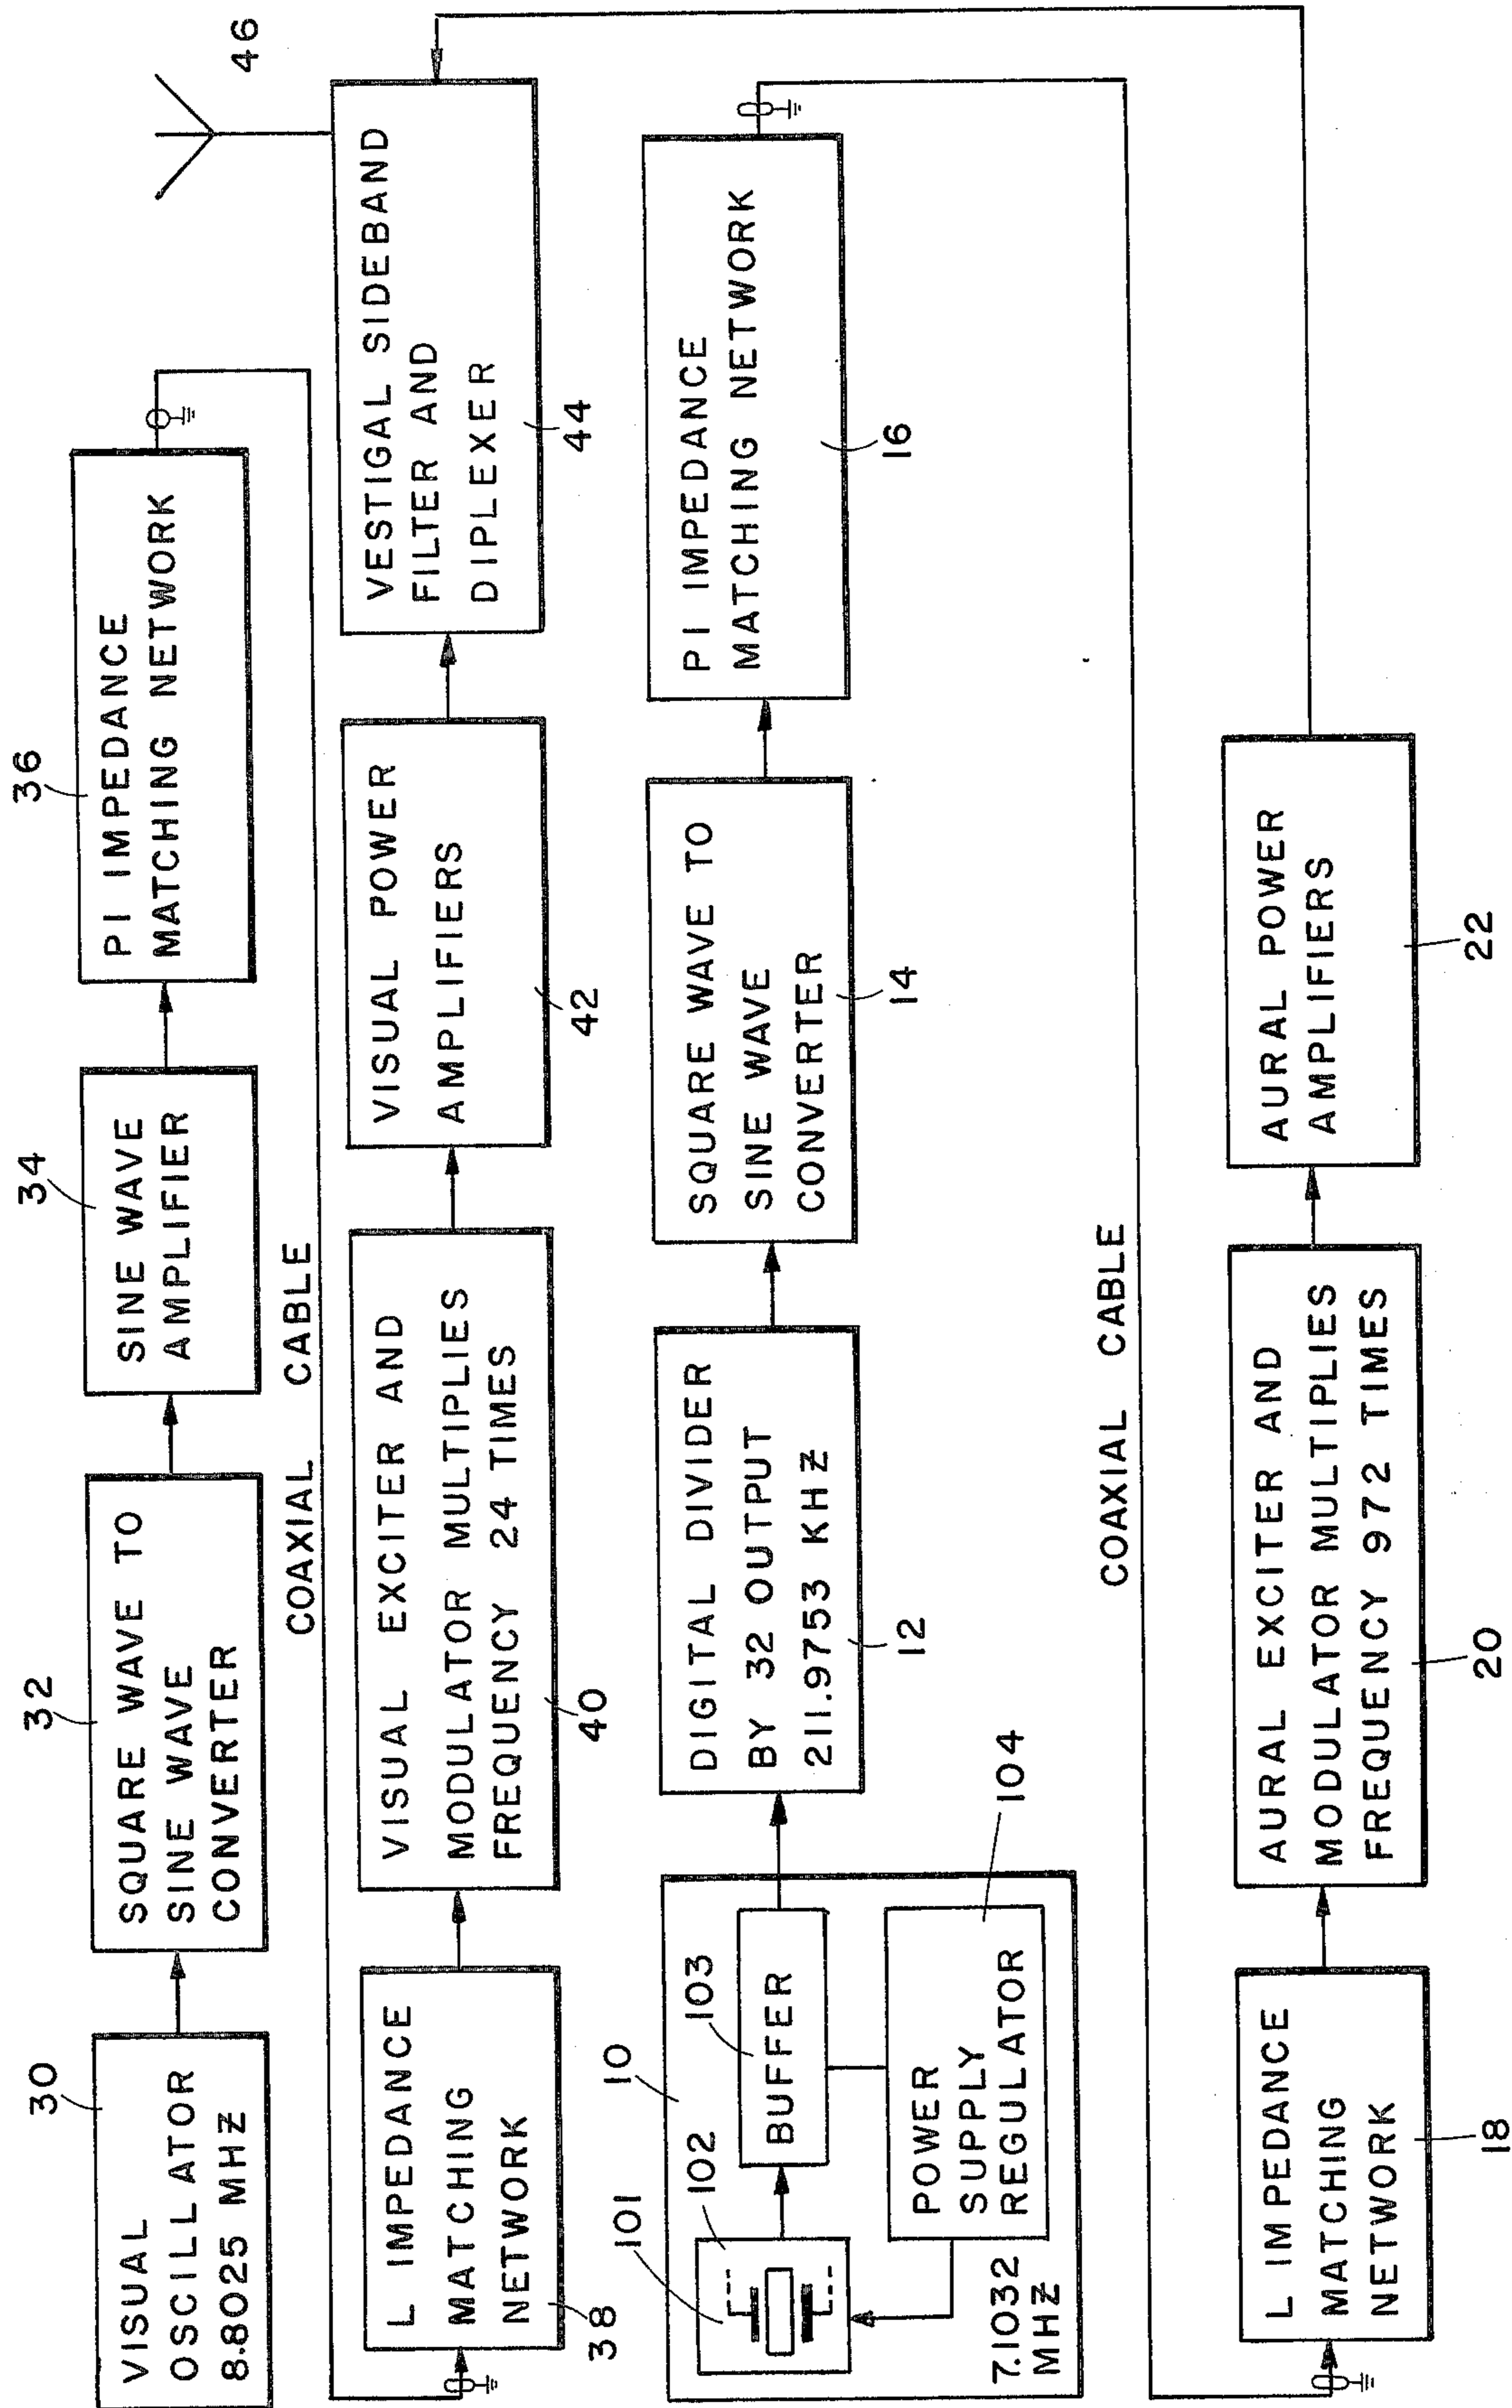 30
VISUAL
OSCILLATOR
8.8025 MHZ
32
SQUARE WAVE TO
SINE WAVE
CONVERTER
34
SINE WAVE
AMPLIFIER
36
PI IMPEDANCE
MATCHING NETWORK
46
COAXIAL CABLE
L IMPEDANCE
MATCHING
NETWORK
38
VISUAL EXCITER AND
MODULATOR MULTIPLIES
FREQUENCY 24 TIMES
40
VISUAL POWER
AMPLIFIERS
42
VESTIGAL SIDEBAND
FILTER AND
DIPLEXER
44
10
101
102
103
BUFFER
POWER
SUPPLY
REGULATOR
104
7.1032
MHZ
DIGITAL DIVIDER
BY 32 OUTPUT
211.9753 KHZ
12
SQUARE WAVE TO
SINE WAVE
CONVERTER
14
PI IMPEDANCE
MATCHING NETWORK
16
COAXIAL CABLE
L IMPEDANCE
MATCHING
NETWORK
18
AURAL EXCITER AND
MODULATOR MULTIPLIES
FREQUENCY 972 TIMES
20
AURAL POWER
AMPLIFIERS
22